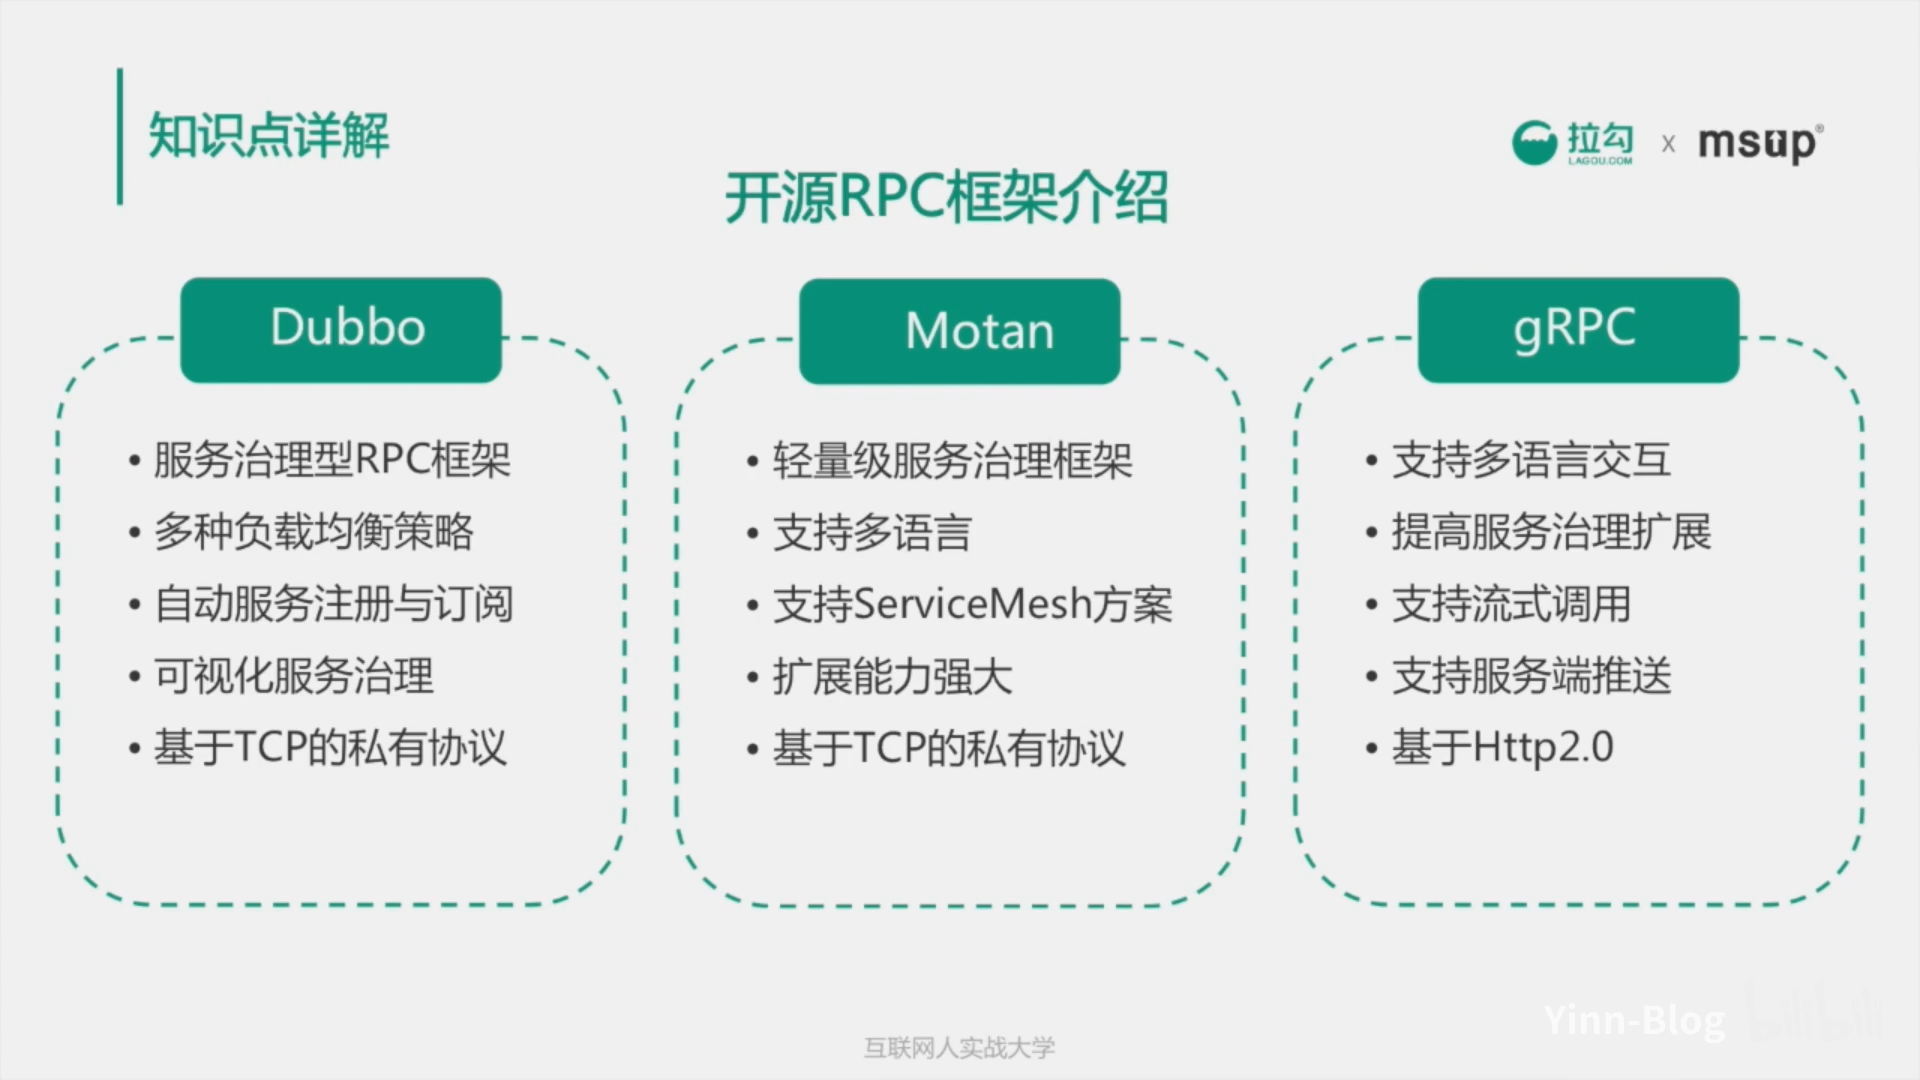 知识点详解
拉勾
LAGOU.COM
x
msup®
开源RPC框架介绍
Dubbo
• 服务治理型RPC框架
• 多种负载均衡策略
• 自动服务注册与订阅
• 可视化服务治理
• 基于TCP的私有协议
Motan
• 轻量级服务治理框架
• 支持多语言
• 支持ServiceMesh方案
• 扩展能力强大
• 基于TCP的私有协议
gRPC
• 支持多语言交互
• 提高服务治理扩展
• 支持流式调用
• 支持服务端推送
• 基于Http2.0
Yinn-Blog
bilibili
互联网人实战大学